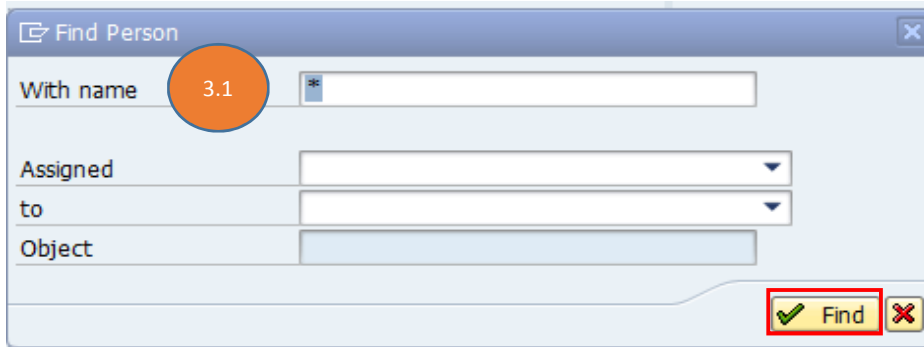 Find Person
With name 3.1 *
Assigned
to
Object
Find